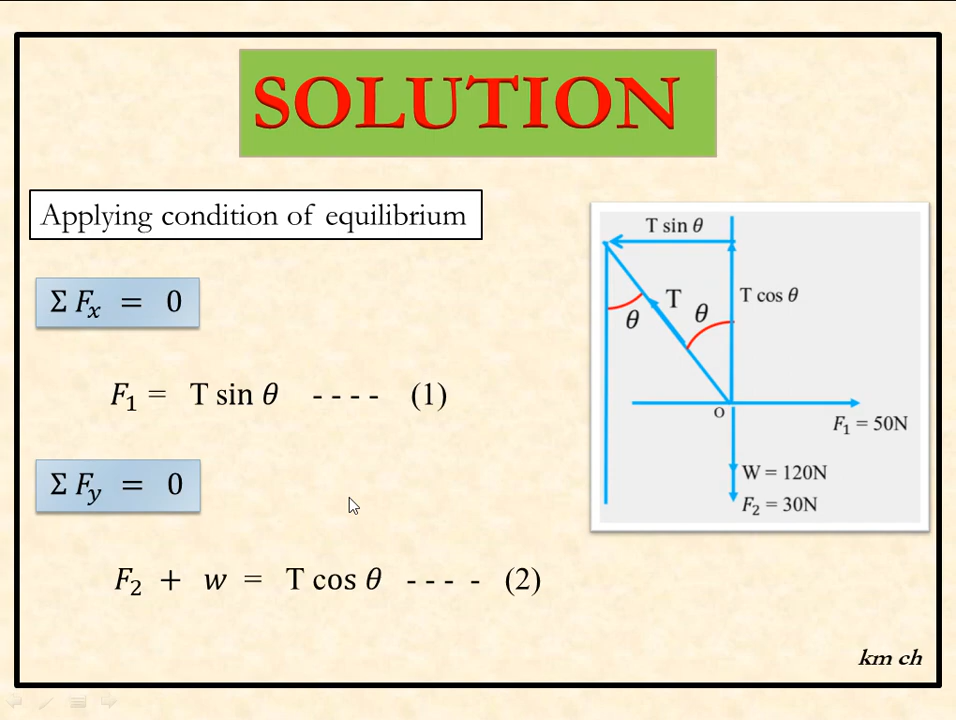 SOLUTION
Applying condition of equilibrium
Σ Fₓ = 0
F₁ = T sin θ - - - - (1)
Σ Fᵧ = 0
F₂ + w = T cos θ - - - - (2)
T sin θ
T cos θ
T
θ
θ
O
F₁ = 50N
W = 120N
F₂ = 30N
km ch